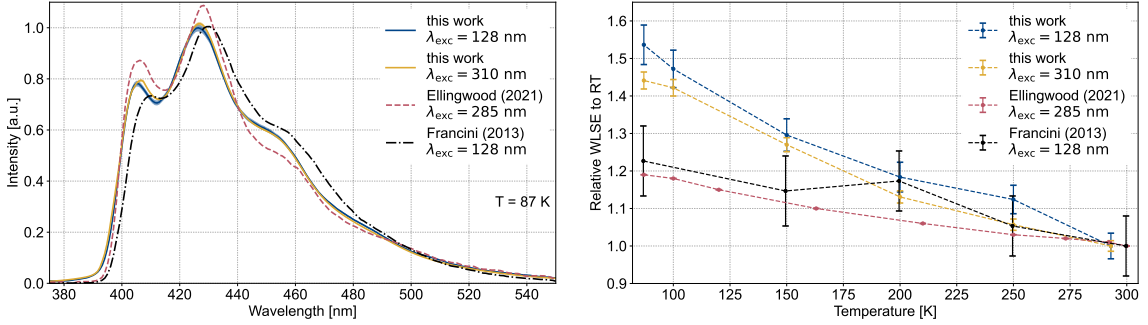 1.0
0.8
0.6
0.4
0.2
0.0
Intensity [a.u.]
380 400 420 440 460 480 500 520 540
Wavelength [nm]
this work
λexc = 128 nm
this work
λexc = 310 nm
Ellingwood (2021)
λexc = 285 nm
Francini (2013)
λexc = 128 nm
T = 87 K
1.6
1.5
1.4
1.3
1.2
1.1
1.0
0.9
Relative WLSE to RT
100 125 150 175 200 225 250 275 300
Temperature [K]
this work
λexc = 128 nm
this work
λexc = 310 nm
Ellingwood (2021)
λexc = 285 nm
Francini (2013)
λexc = 128 nm